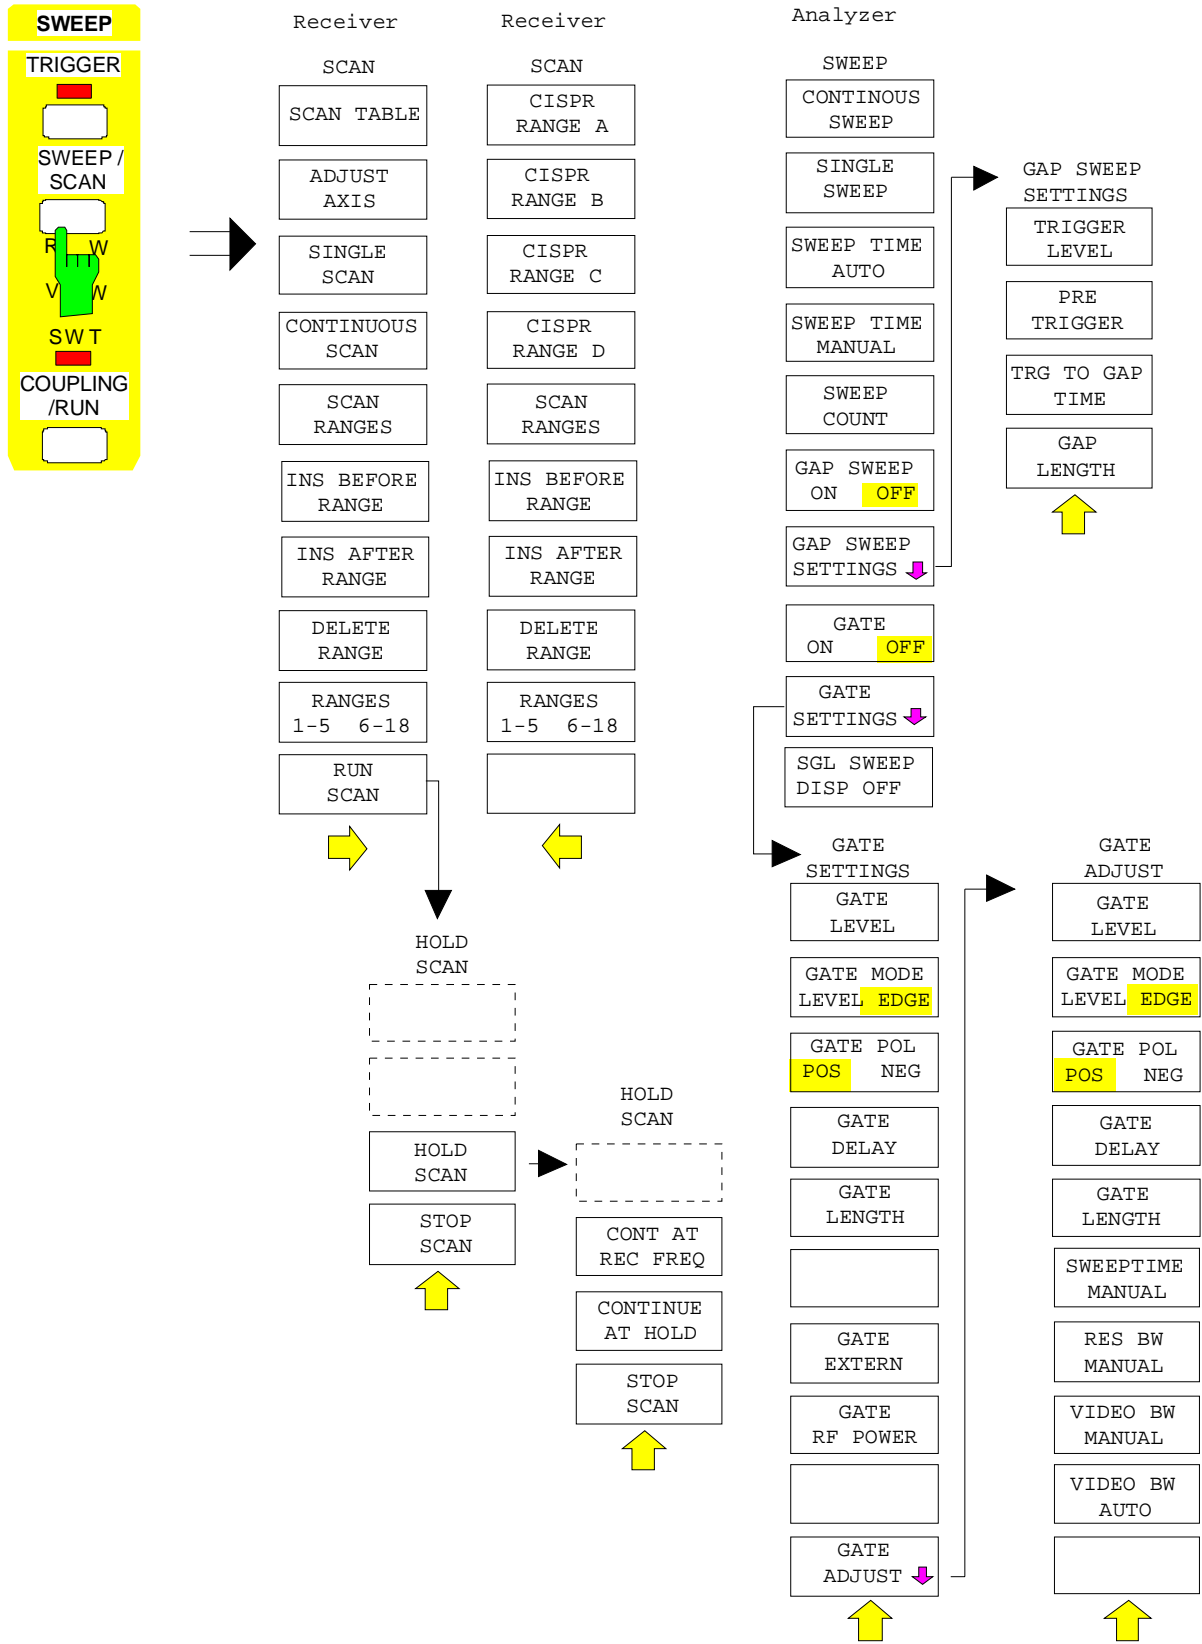 SWEEP
TRIGGER
SWEEP /
SCAN
R W
V W
SWT
COUPLING
/RUN
Receiver
SCAN
SCAN TABLE
ADJUST
AXIS
SINGLE
SCAN
CONTINUOUS
SCAN
SCAN
RANGES
INS BEFORE
RANGE
INS AFTER
RANGE
DELETE
RANGE
RANGES
1-5 6-18
RUN
SCAN
Receiver
SCAN
CISPR
RANGE A
CISPR
RANGE B
CISPR
RANGE C
CISPR
RANGE D
SCAN
RANGES
INS BEFORE
RANGE
INS AFTER
RANGE
DELETE
RANGE
RANGES
1-5 6-18
HOLD
SCAN
HOLD
SCAN
STOP
SCAN
HOLD
SCAN
CONT AT
REC FREQ
CONTINUE
AT HOLD
STOP
SCAN
Analyzer
SWEEP
CONTINOUS
SWEEP
SINGLE
SWEEP
SWEEP TIME
AUTO
SWEEP TIME
MANUAL
SWEEP
COUNT
GAP SWEEP
ON OFF
GAP SWEEP
SETTINGS
GATE
ON OFF
GATE
SETTINGS
SGL SWEEP
DISP OFF
GAP SWEEP
SETTINGS
TRIGGER
LEVEL
PRE
TRIGGER
TRG TO GAP
TIME
GAP
LENGTH
GATE
SETTINGS
GATE
LEVEL
GATE MODE
LEVEL EDGE
GATE POL
POS NEG
GATE
DELAY
GATE
LENGTH
GATE
EXTERN
GATE
RF POWER
GATE
ADJUST
GATE
ADJUST
GATE
LEVEL
GATE MODE
LEVEL EDGE
GATE POL
POS NEG
GATE
DELAY
GATE
LENGTH
SWEEPTIME
MANUAL
RES BW
MANUAL
VIDEO BW
MANUAL
VIDEO BW
AUTO